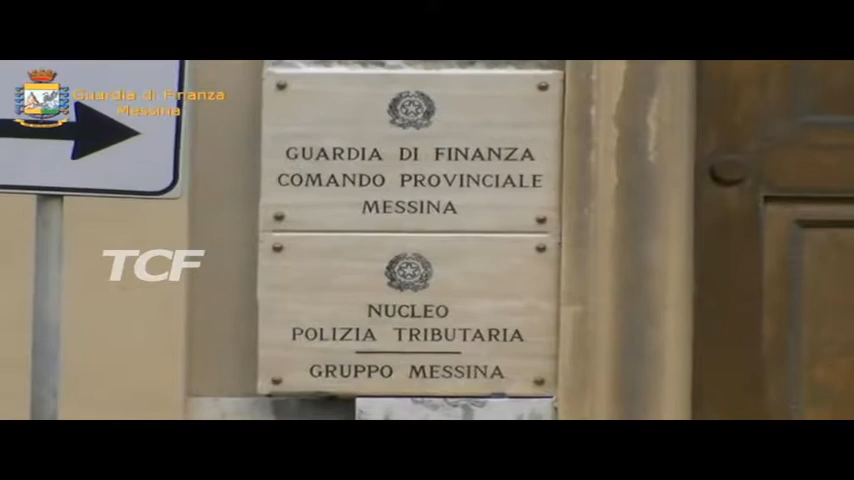 Guardia di Finanza
Messina
GUARDIA DI FINANZA
COMANDO PROVINCIALE
MESSINA
TCF
NUCLEO
POLIZIA TRIBUTARIA
GRUPPO MESSINA